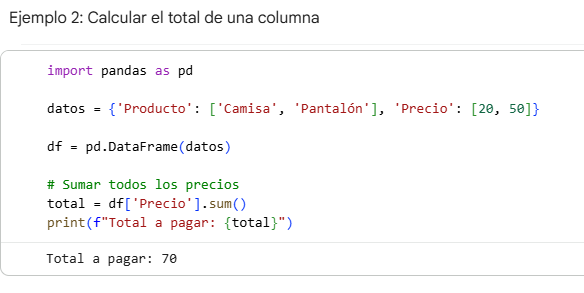 Ejemplo 2: Calcular el total de una columna
import pandas as pd
datos = {'Producto': ['Camisa', 'Pantalón'], 'Precio': [20, 50]}
df = pd.DataFrame(datos)
# Sumar todos los precios
total = df['Precio'].sum()
print(f"Total a pagar: {total}")
Total a pagar: 70